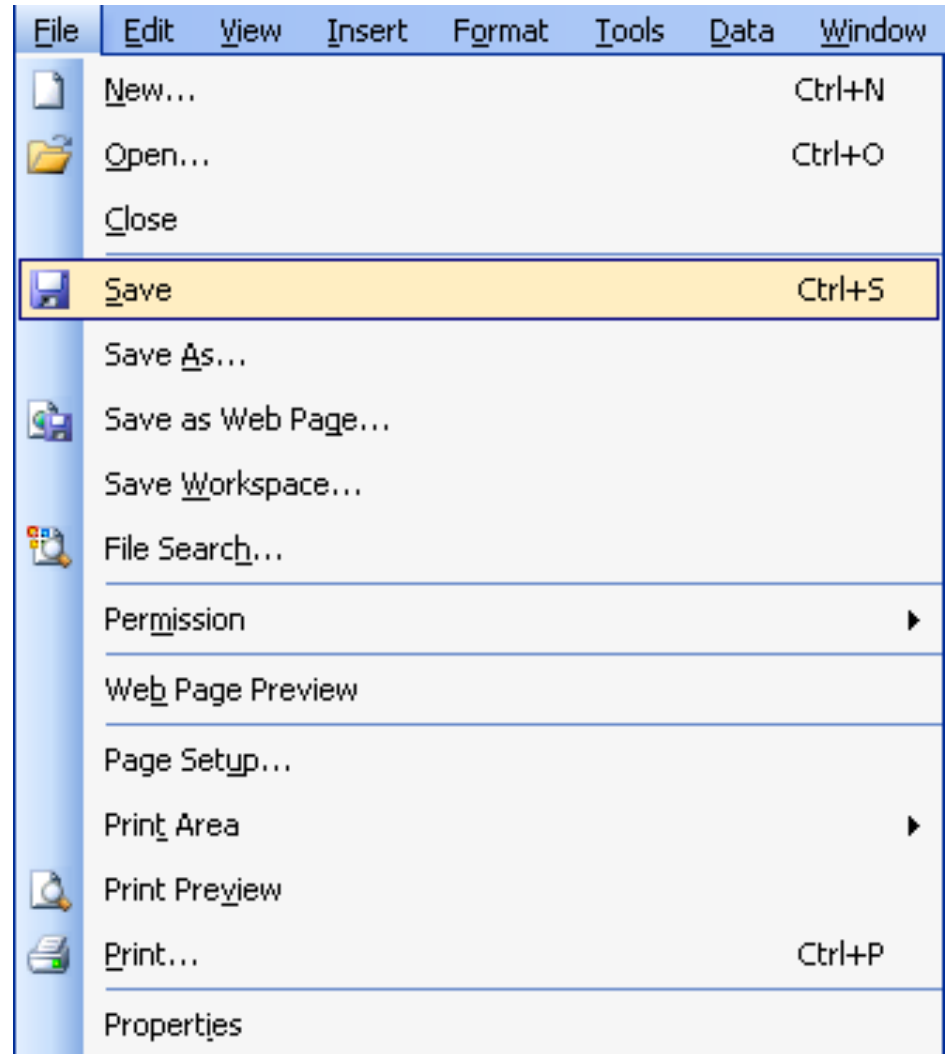 File Edit View Insert Format Tools Data Window
New... Ctrl+N
Open... Ctrl+O
Close
Save Ctrl+S
Save As...
Save as Web Page...
Save Workspace...
File Search...
Permission
Web Page Preview
Page Setup...
Print Area
Print Preview
Print... Ctrl+P
Properties